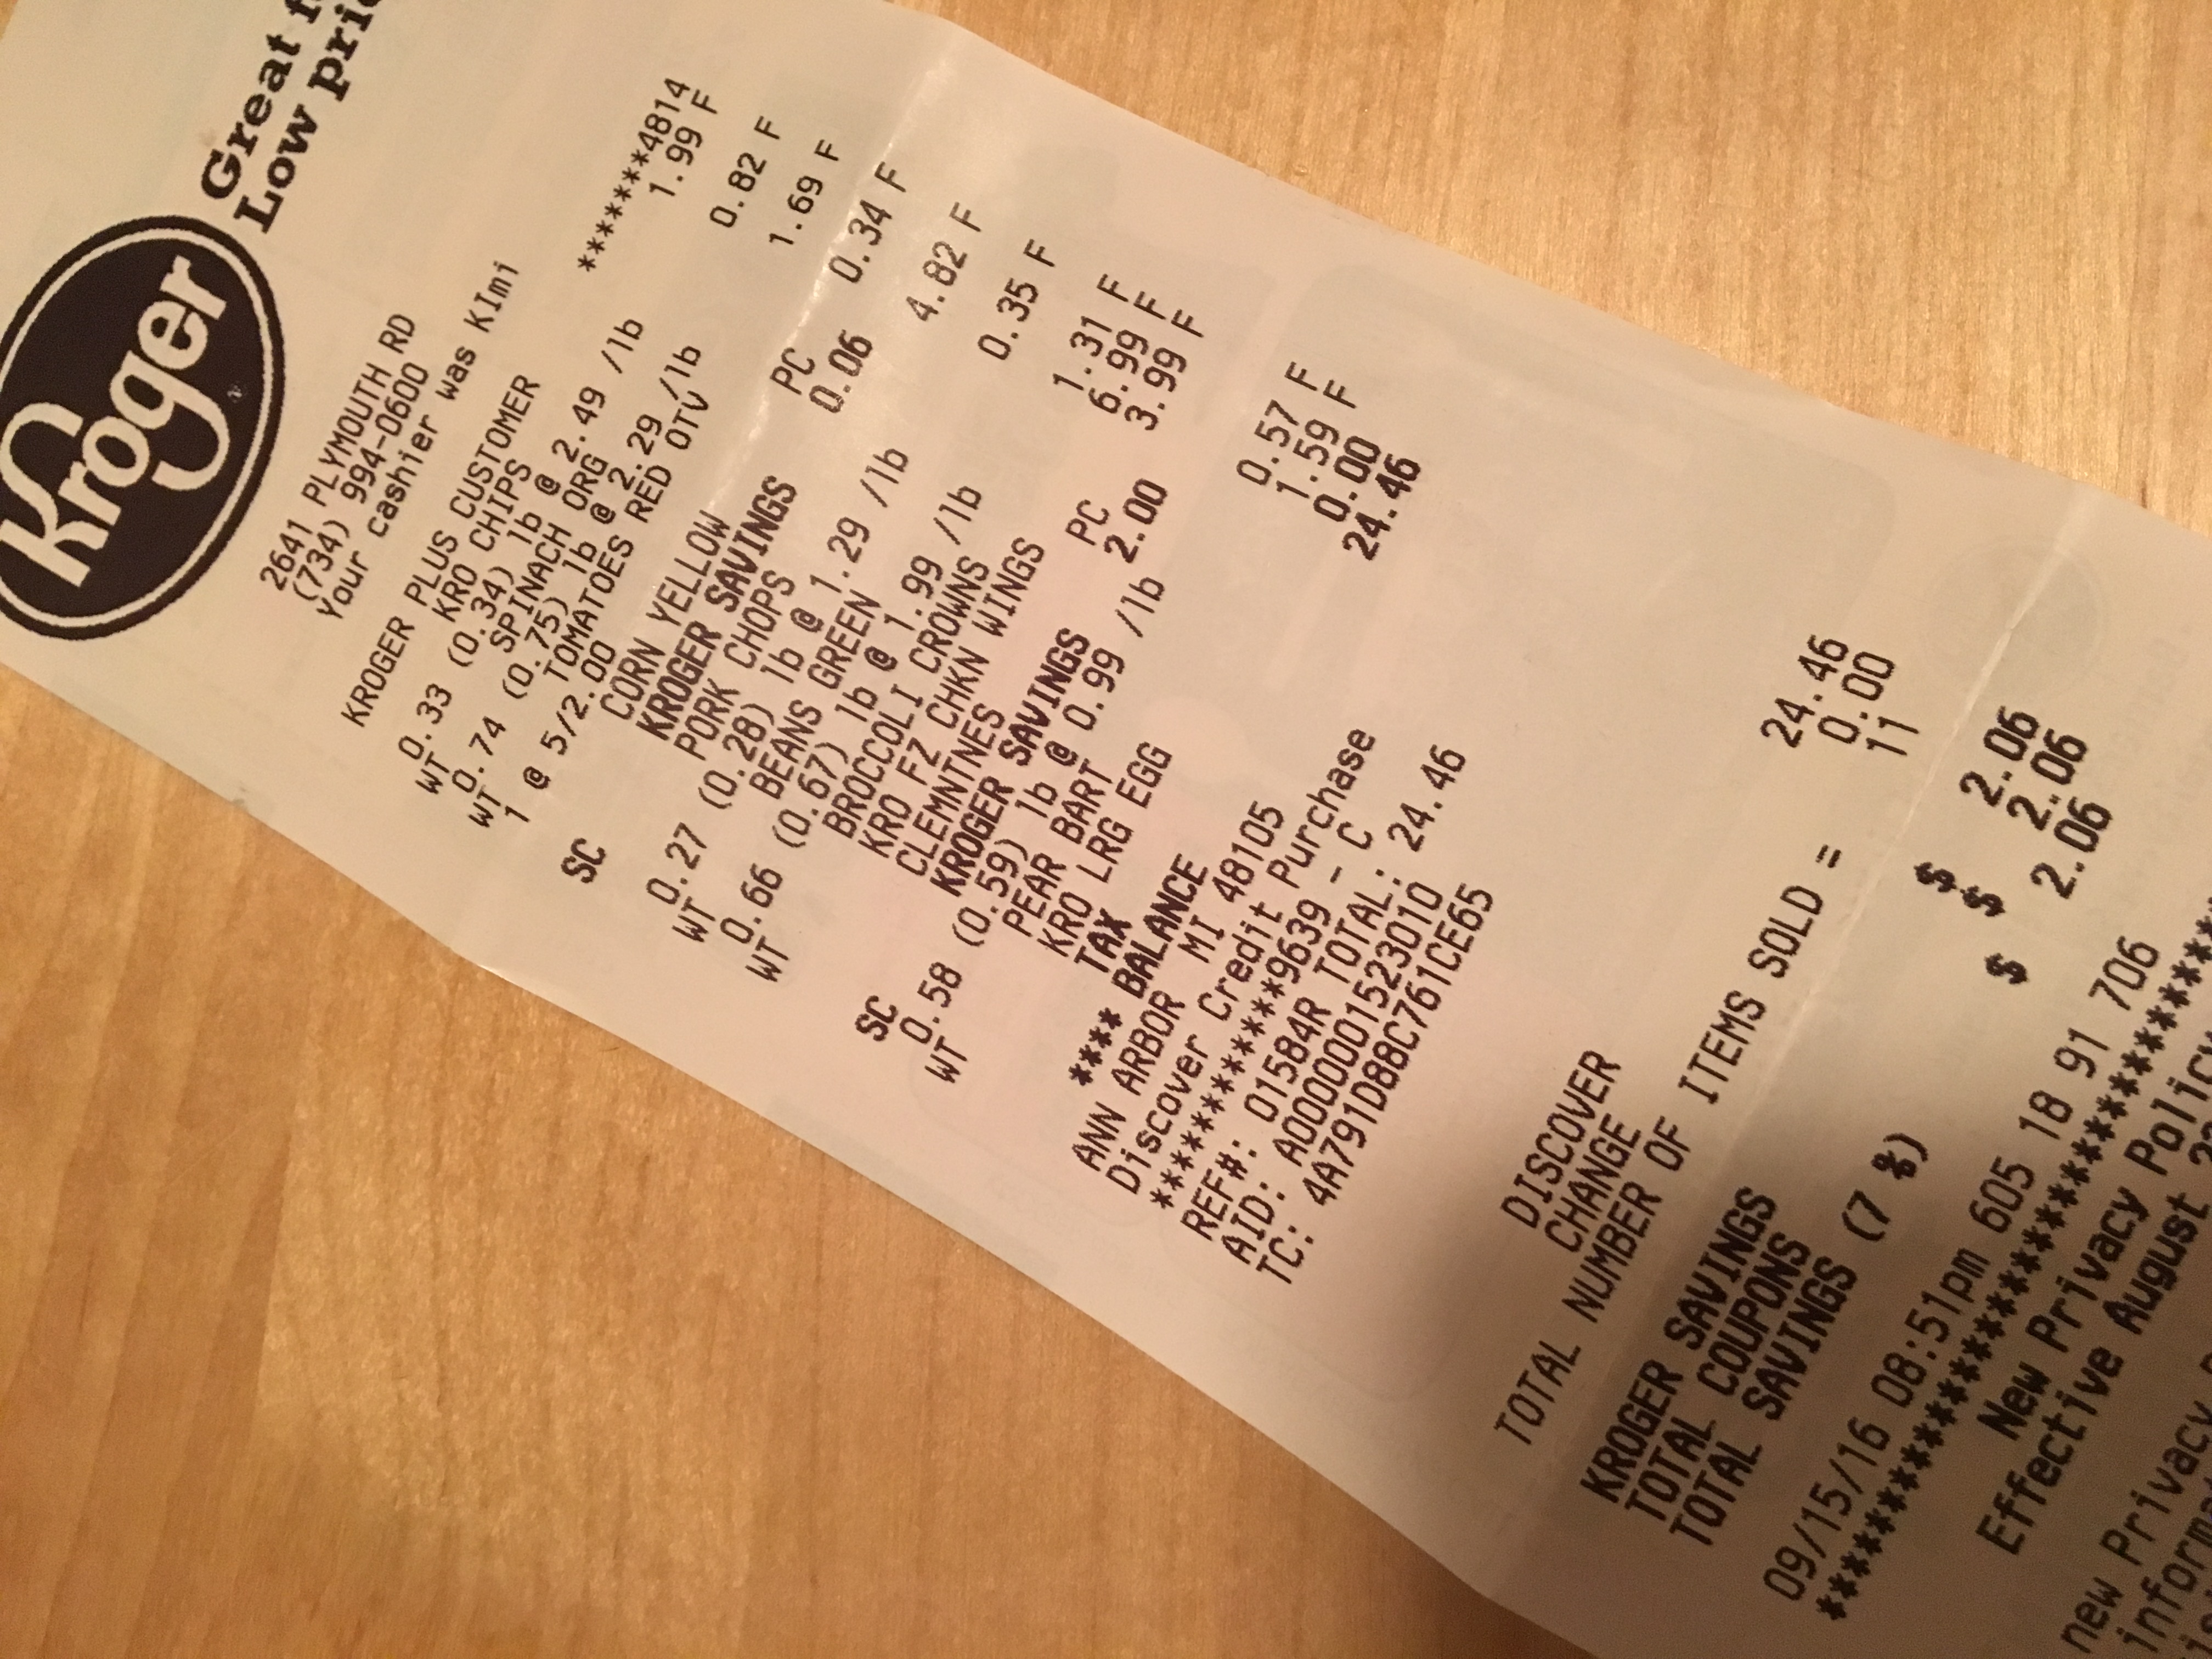 Kroger
Great
Low
2641 PLYMOUTH RD
(734) 994-0600
Your cashier was KImi
KROGER PLUS CUSTOMER *******4814
KRO CHIPS 1.99 F
0.33 (0.34) lb @ 2.49 /lb
WT SPINACH ORG 0.82 F
0.74 (0.75) lb @ 2.29 /lb
WT TOMATOES RED OTV 1.69 F
1 @ 5/2.00
CORN YELLOW PC 0.34 F
SC KROGER SAVINGS 0.06
PORK CHOPS 4.82 F
0.27 (0.28) lb @ 1.29 /lb
WT BEANS GREEN 0.35 F
0.66 (0.67) lb @ 1.99 /lb
WT BROCCOLI CROWNS 1.31 F
KRO FZ CHKN WINGS 6.99 F
CLEMNTNES PC 3.99 F
SC KROGER SAVINGS 2.00
0.58 (0.59) lb @ 0.99 /lb
WT PEAR BART 0.57 F
KRO LRG EGG 1.59 F
TAX 0.00
**** BALANCE 24.46
ANN ARBOR MI 48105
Discover Credit Purchase
************9639 - C
REF#: 01584R TOTAL: 24.46
AID: A0000001523010
TC: 4A791D88C761CE65
DISCOVER 24.46
CHANGE 0.00
TOTAL NUMBER OF ITEMS SOLD = 11
KROGER SAVINGS $ 2.06
TOTAL COUPONS $ 2.06
TOTAL SAVINGS (7 %) $ 2.06
09/15/16 08:51pm 605 18 91 706
************************************
New Privacy Policy
Effective August
new Privacy